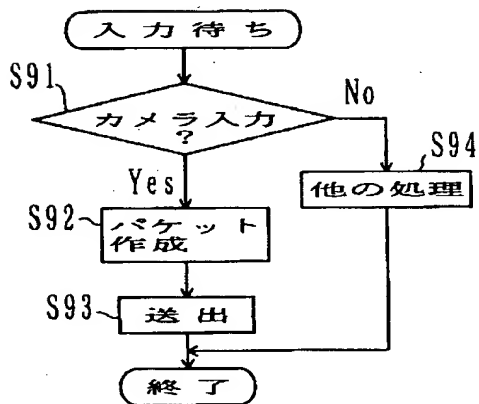 入力待ち
S91
カメラ入力
?
No
S94
Yes
他の処理
S92
パケット
作成
S93
送出
終了